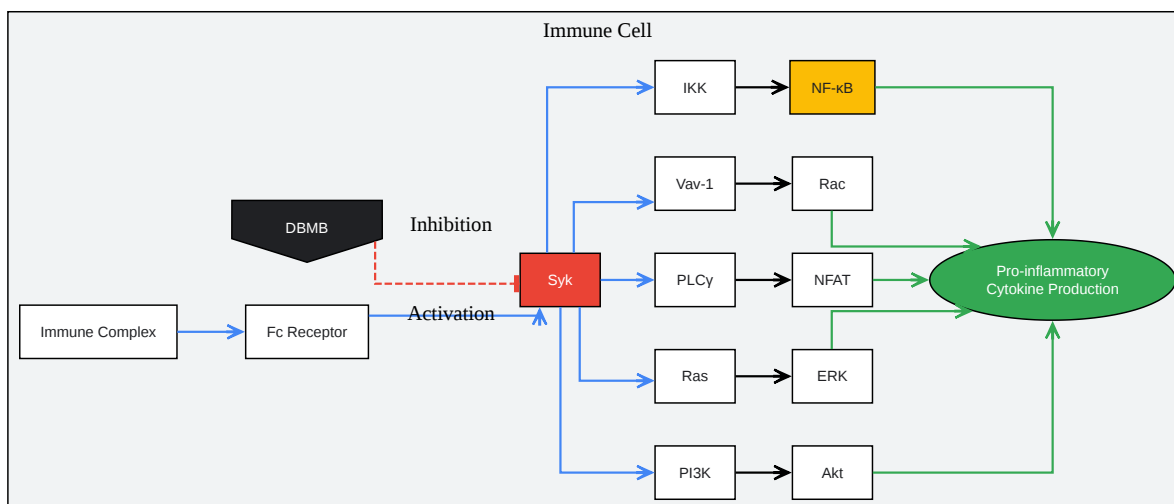 Immune Cell
IKK
NF-κB
Vav-1
Rac
DBMB
Inhibition
Syk
PLCγ
NFAT
Pro-inflammatory
Cytokine Production
Immune Complex
Fc Receptor
Activation
Ras
ERK
PI3K
Akt